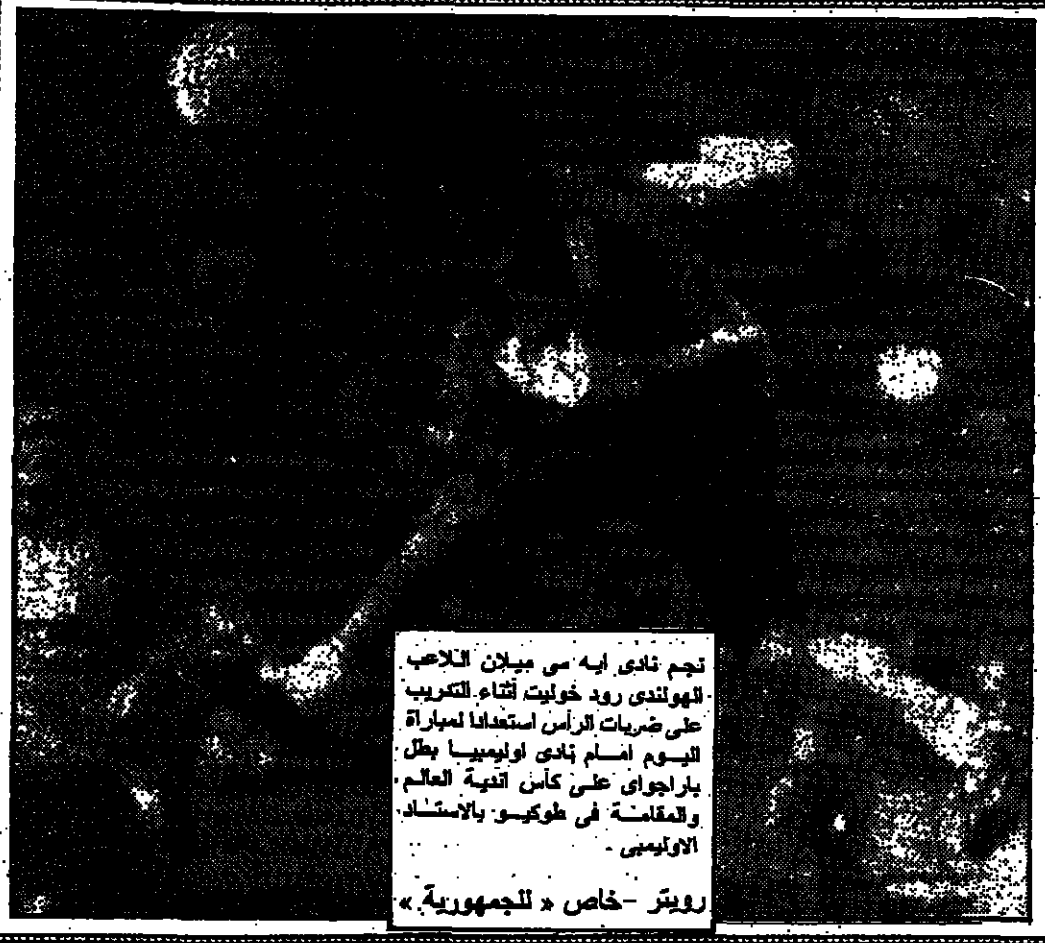 نجم نادى ايه سى ميلان اللاعب
الهولندى رود خوليت أثناء التدريب
على ضربات الرأس استعدادا لمباراة
اليوم امام نادى اوليمبيا بطل
باراجواى على كأس اندية العالم
والمقامة فى طوكيو بالاستاد
الاوليمبى .
رويتر - خاص « للجمهورية »